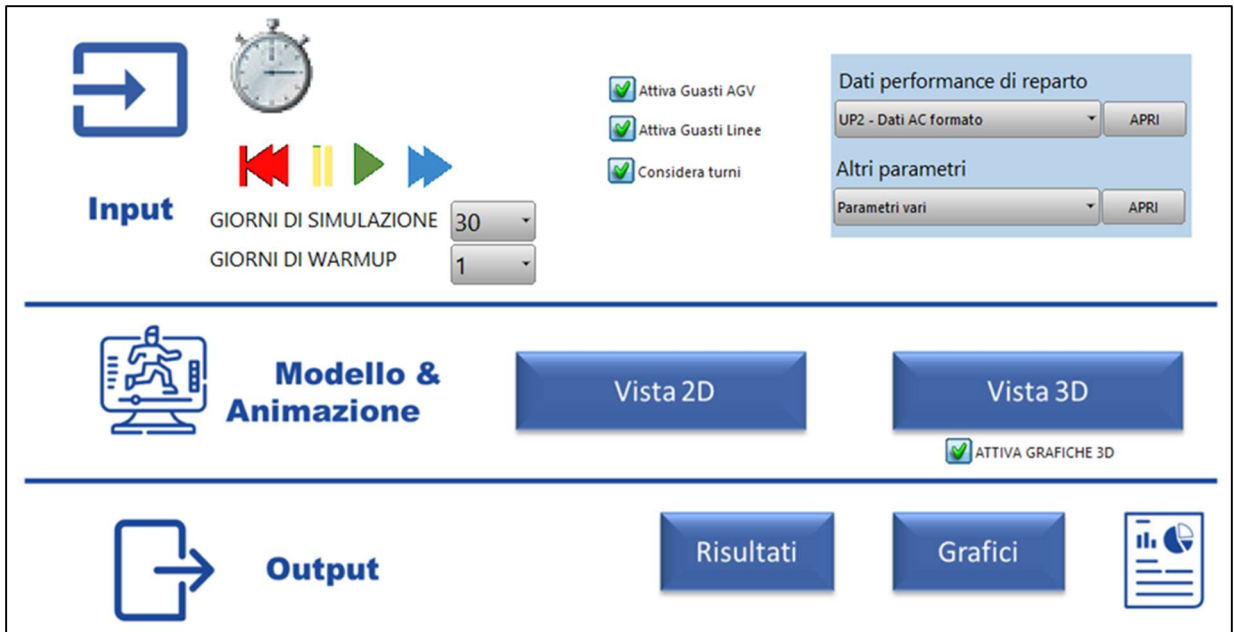 Input
GIORNI DI SIMULAZIONE 30
GIORNI DI WARMUP 1
Attiva Guasti AGV
Attiva Guasti Linee
Considera turni
Dati performance di reparto
UP2 - Dati AC formato APRI
Altri parametri
Parametri vari APRI
Modello &
Animazione
Vista 2D
Vista 3D
ATTIVA GRAFICHE 3D
Output
Risultati
Grafici